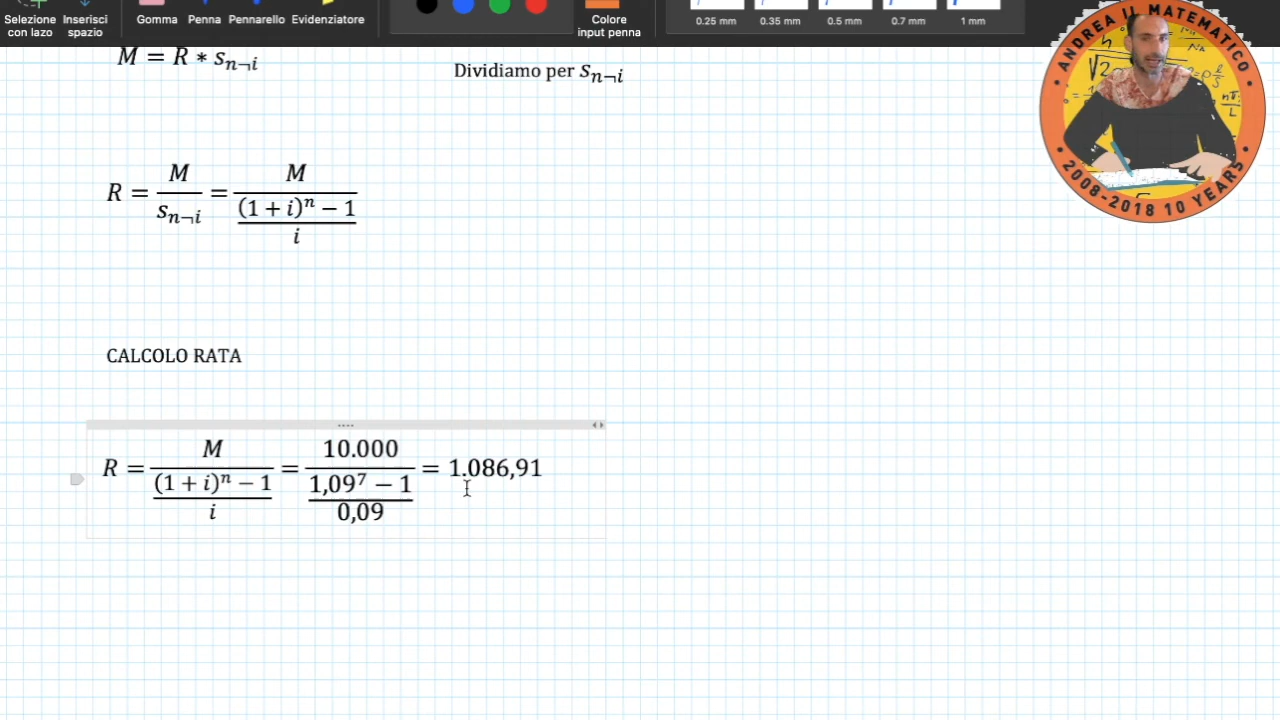 Selezione con lazo
Inserisci spazio
Gomma
Penna
Pennarello
Evidenziatore
Colore input penna
0.25 mm
0.35 mm
0.5 mm
0.7 mm
1 mm
ANDREA IL MATEMATICO
2008-2018 10 YEARS
M = R * s_{n¬i}
Dividiamo per s_{n¬i}
R = M / s_{n¬i} = M / (((1 + i)^n − 1) / i)
CALCOLO RATA
R = M / (((1 + i)^n − 1) / i) = 10.000 / ((1,09^7 − 1) / 0,09) = 1.086,91